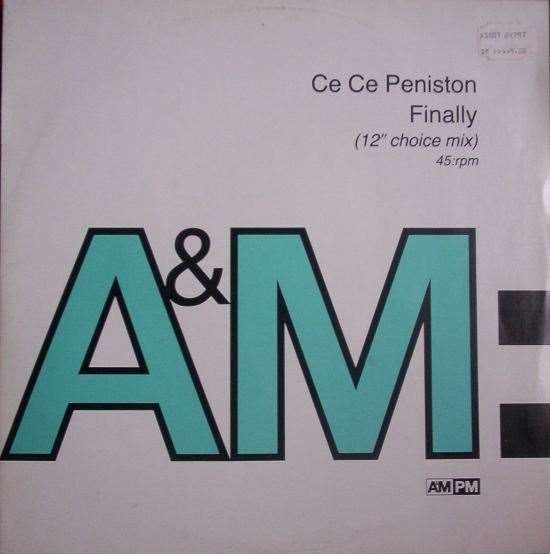 Ce Ce Peniston
Finally
(12" choice mix)
45:rpm
A&M:
AM PM